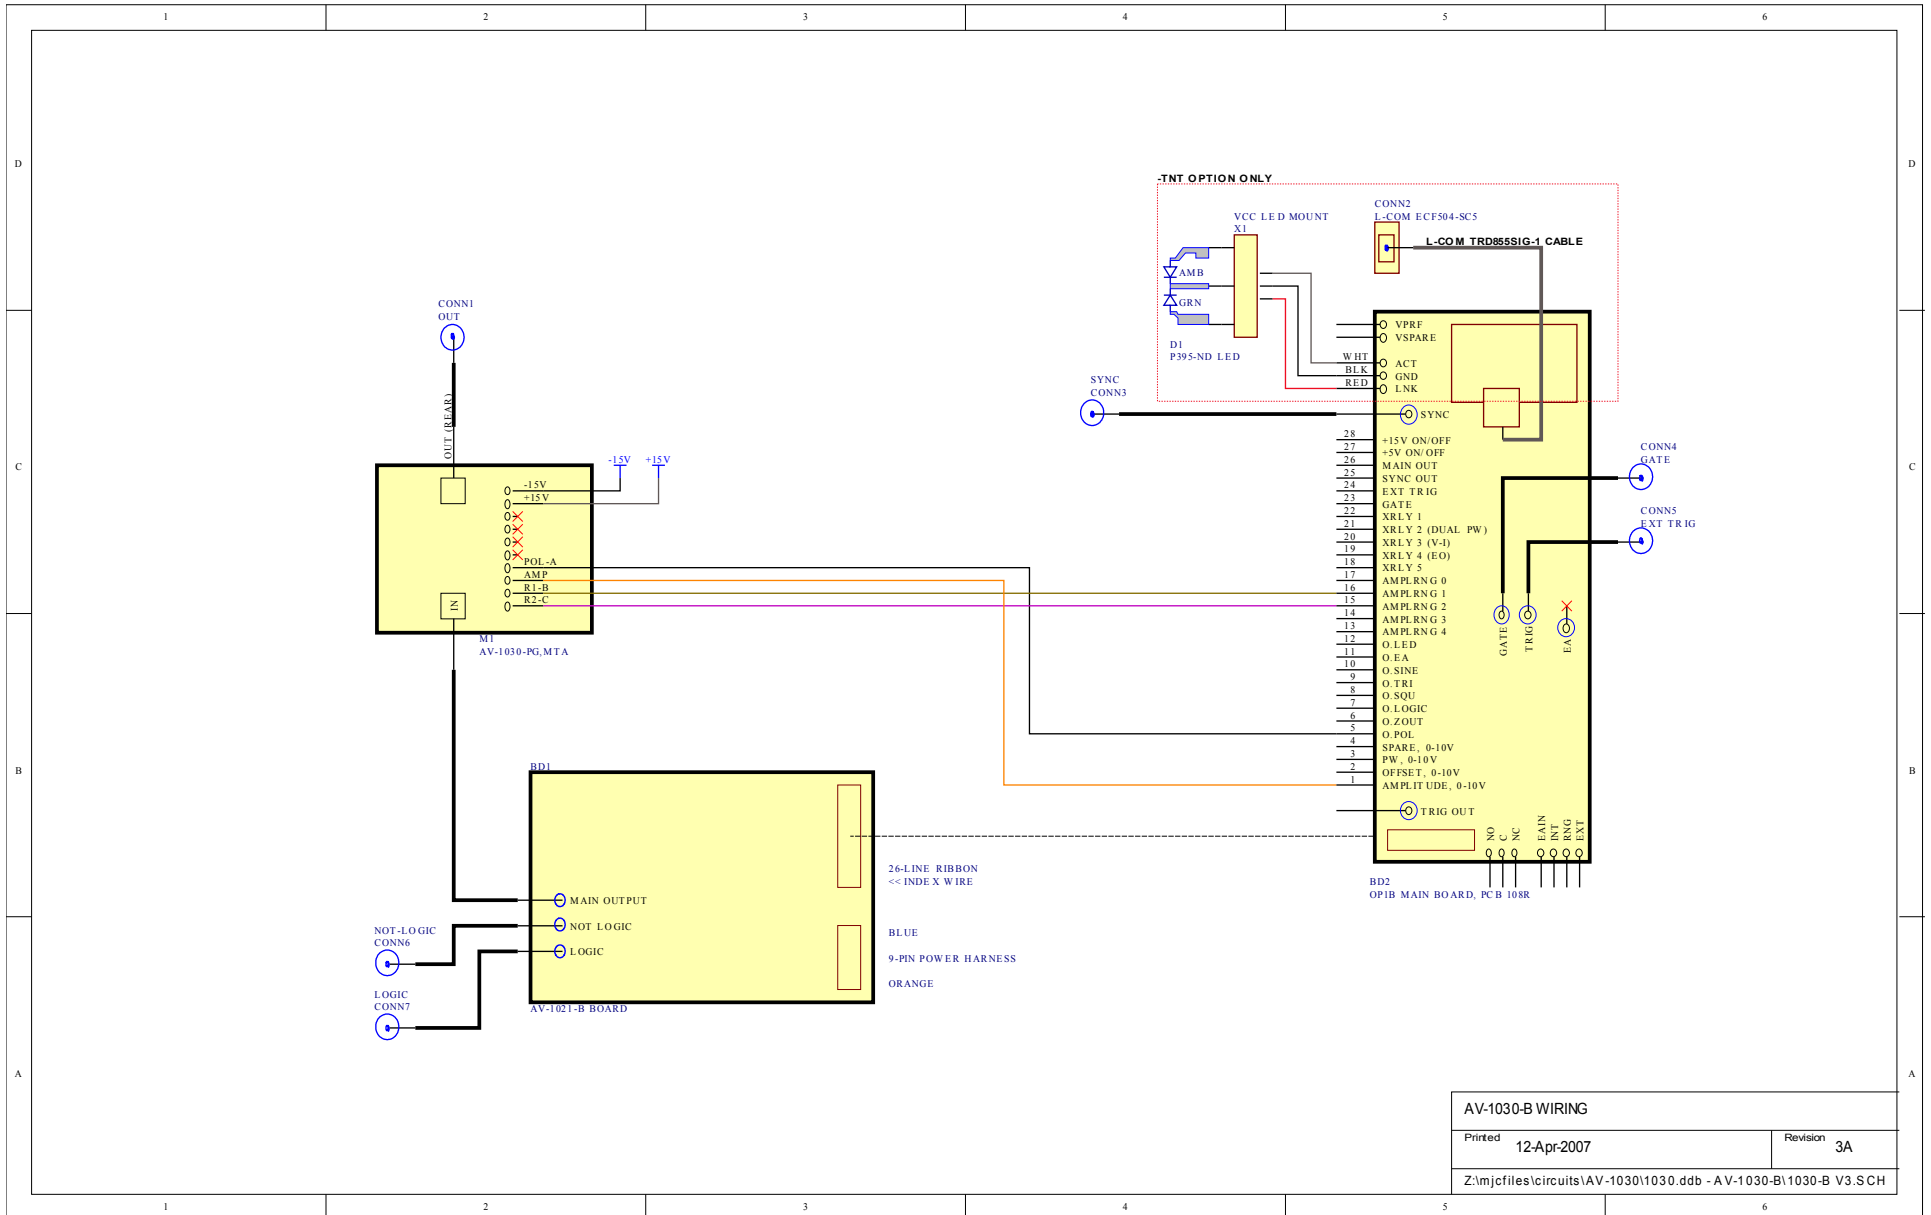 1 2 3 4 5 6
D
D
-TNT OPTION ONLY
CONN2
L-COM ECF504-SC5
VCC LED MOUNT
X1
L-COM TRD855SIG-1 CABLE
AMB
GRN
D1
P395-ND LED
CONN1
OUT
OUT (REAR)
VPRF
VSPARE
WHT ACT
BLK GND
RED LNK
SYNC
CONN3
SYNC
C
C
-15V +15V
-15V
+15V
POL-A
AMP
R1-B
R2-C
IN
M1
AV-1030-PG,MTA
28 +15V ON/OFF
27 +5V ON/OFF
26 MAIN OUT
25 SYNC OUT
24 EXT TRIG
23 GATE
22 XRLY 1
21 XRLY 2 (DUAL PW)
20 XRLY 3 (V-I)
19 XRLY 4 (EO)
18 XRLY 5
17 AMPLRNG 0
16 AMPLRNG 1
15 AMPLRNG 2
14 AMPLRNG 3
13 AMPLRNG 4
12 O.LED
11 O.EA
10 O.SINE
9 O.TRI
8 O.SQU
7 O.LOGIC
6 O.ZOUT
5 O.POL
4 SPARE, 0-10V
3 PW, 0-10V
2 OFFSET, 0-10V
1 AMPLITUDE, 0-10V
TRIG OUT
CONN4
GATE
CONN5
EXT TRIG
GATE
TRIG
EA
NO
C
NC
EAIN
INT
RNG
EXT
BD2
OP1B MAIN BOARD, PCB 108R
B
B
BD1
26-LINE RIBBON
<< INDEX WIRE
MAIN OUTPUT
NOT LOGIC
LOGIC
BLUE
9-PIN POWER HARNESS
ORANGE
AV-1021-B BOARD
NOT-LOGIC
CONN6
LOGIC
CONN7
A
A
AV-1030-B WIRING
Printed 12-Apr-2007
Revision 3A
Z:\mjcfiles\circuits\AV-1030\1030.ddb - AV-1030-B\1030-B V3.SCH
1 2 3 4 5 6